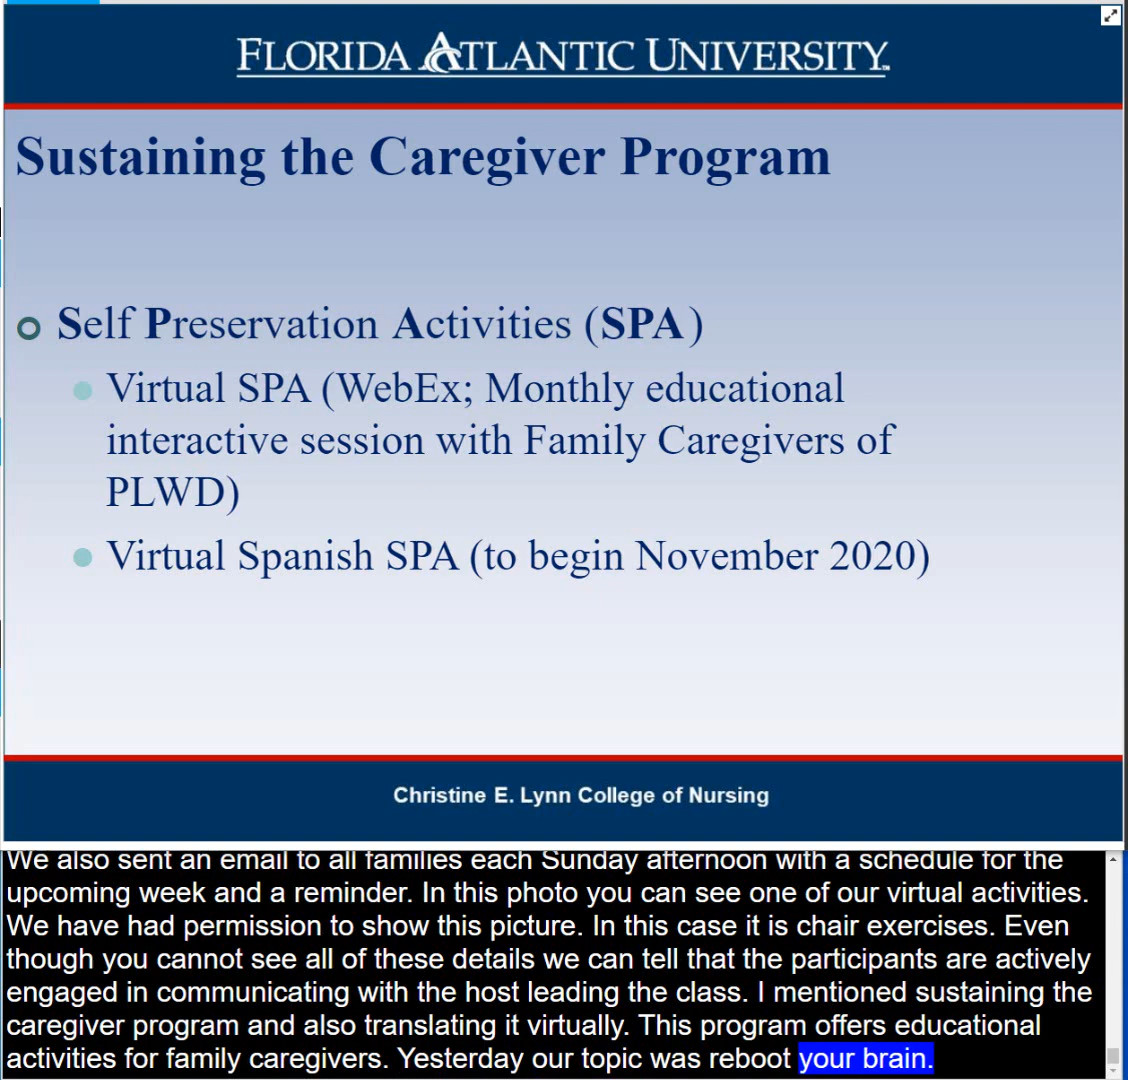 FLORIDA ATLANTIC UNIVERSITY™
Sustaining the Caregiver Program
Self Preservation Activities (SPA)
Virtual SPA (WebEx; Monthly educational
interactive session with Family Caregivers of
PLWD)
Virtual Spanish SPA (to begin November 2020)
Christine E. Lynn College of Nursing
We also sent an email to all families each Sunday afternoon with a schedule for the
upcoming week and a reminder. In this photo you can see one of our virtual activities.
We have had permission to show this picture. In this case it is chair exercises. Even
though you cannot see all of these details we can tell that the participants are actively
engaged in communicating with the host leading the class. I mentioned sustaining the
caregiver program and also translating it virtually. This program offers educational
activities for family caregivers. Yesterday our topic was reboot your brain.